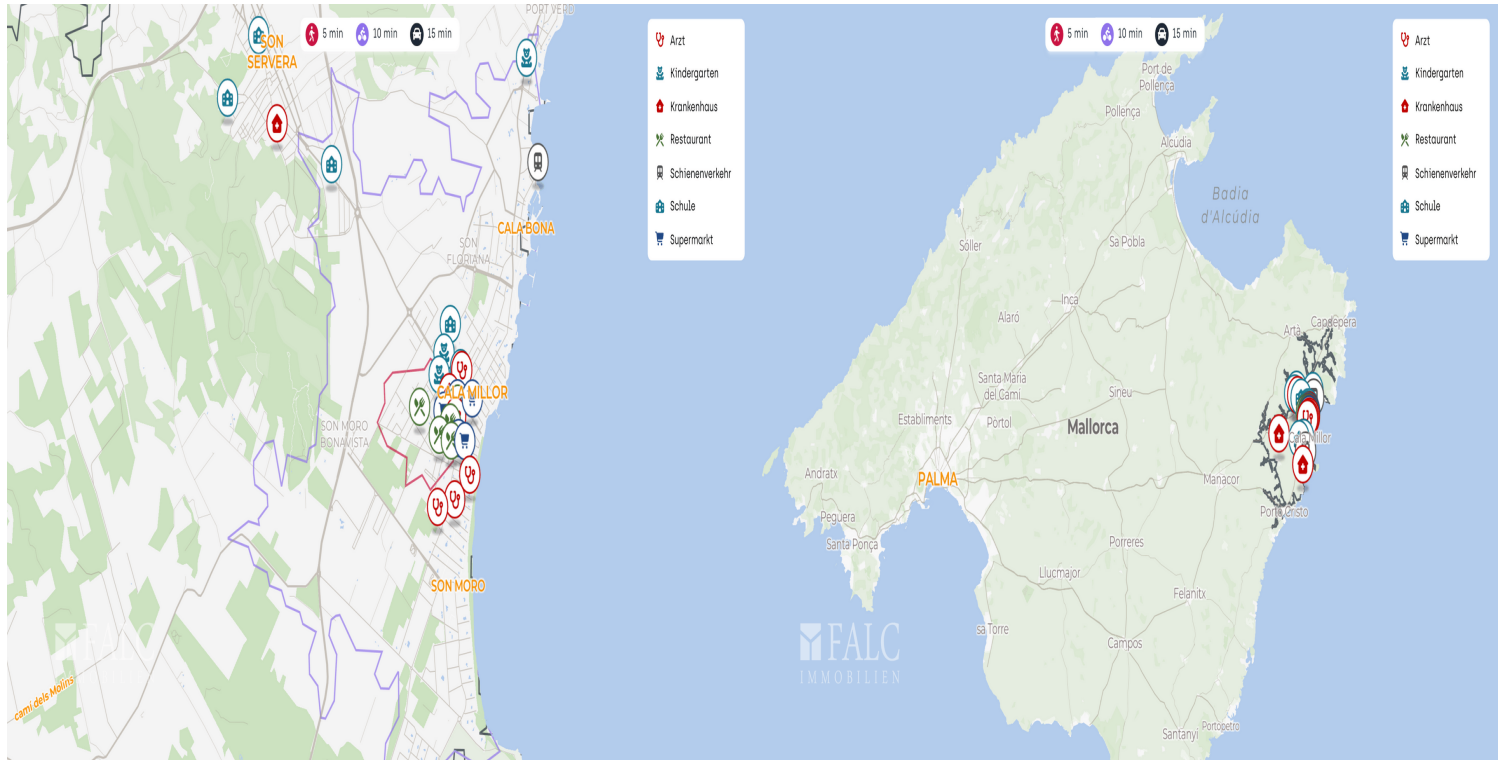 PORT VERD
SON
SERVERA
5 min
10 min
15 min
Arzt
Kindergarten
Krankenhaus
Restaurant
Schienenverkehr
Schule
Supermarkt
CALA BONA
SON
FLORIANA
CALA MILLOR
SON MORO
BONAVISTA
SON MORO
camí dels Molins
FALC
5 min
10 min
15 min
Arzt
Kindergarten
Krankenhaus
Restaurant
Schienenverkehr
Schule
Supermarkt
Port de
Pollença
Pollença
Alcúdia
Badia
d'Alcúdia
Sóller
Sa Pobla
Inca
Alaró
Artà
Capdepera
Santa Maria
del Camí
Sineu
Establiments
Pòrtol
Mallorca
Cala Millor
Andratx
PALMA
Manacor
Peguera
Porto Cristo
Santa Ponça
Porreres
Llucmajor
Felanitx
sa Torre
Campos
FALC
IMMOBILIEN
Portopetro
Santanyí